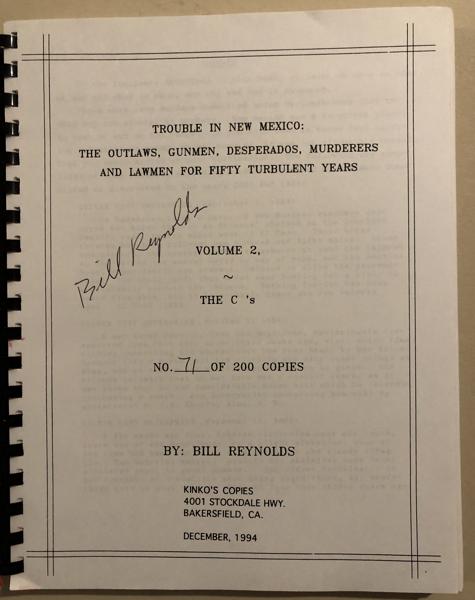 TROUBLE IN NEW MEXICO:
THE OUTLAWS, GUNMEN, DESPERADOS, MURDERERS
AND LAWMEN FOR FIFTY TURBULENT YEARS
Bill Reynolds
VOLUME 2,
~
THE C 's
NO. 71 OF 200 COPIES
BY: BILL REYNOLDS
KINKO'S COPIES
4001 STOCKDALE HWY.
BAKERSFIELD, CA.
DECEMBER, 1994